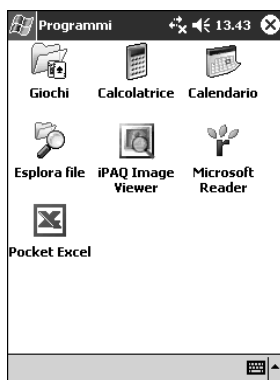 Programmi 13.43
Giochi Calcolatrice Calendario
Esplora file iPAQ Image Microsoft
Viewer Reader
Pocket Excel